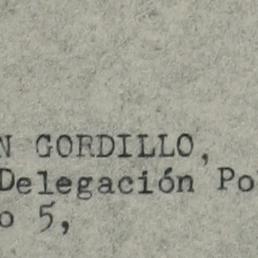 N GORDILLO,
Delegación Po
o 5,